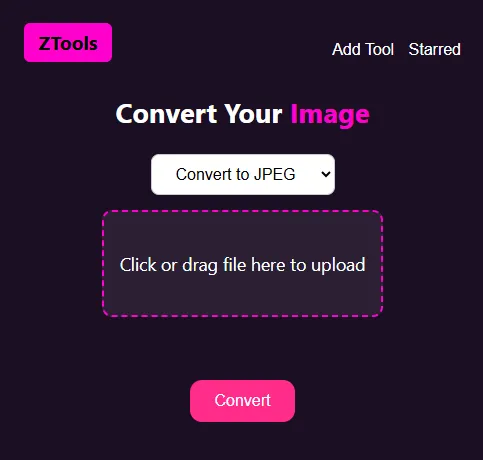 ZTools
Add Tool Starred
Convert Your Image
Convert to JPEG
Click or drag file here to upload
Convert